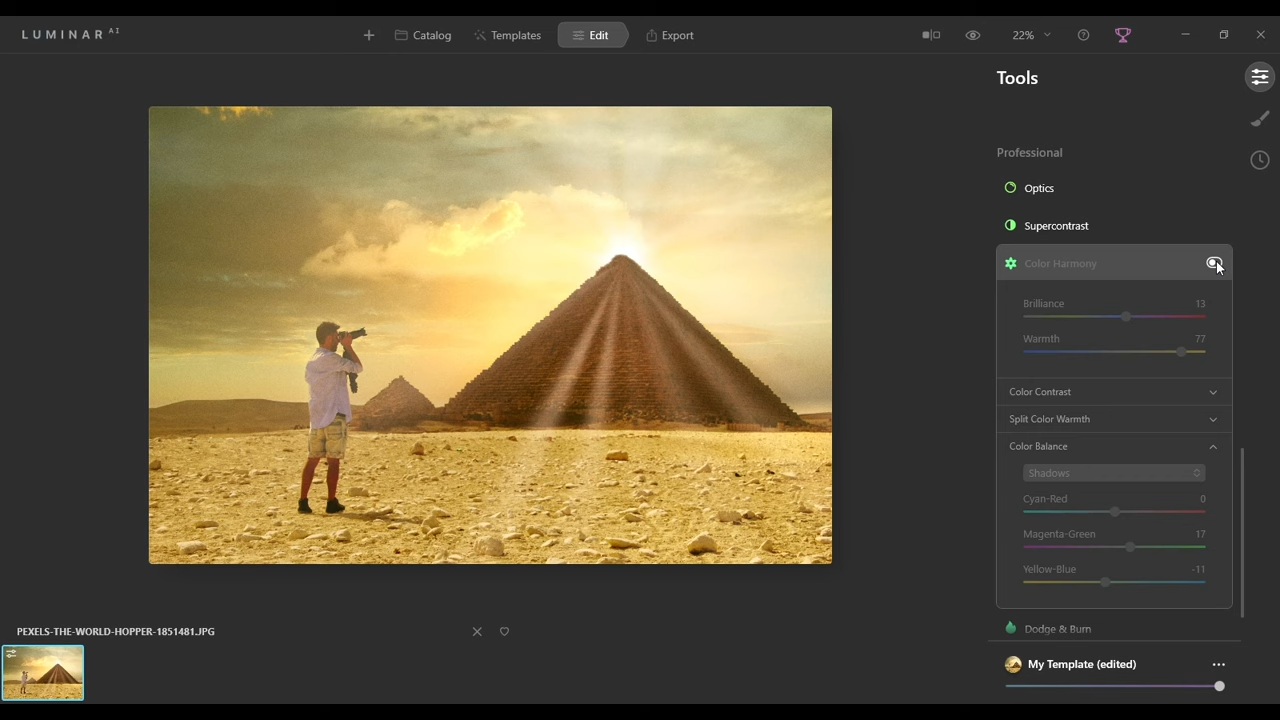 LUMINAR AI
Catalog
Templates
Edit
Export
22%
Tools
Professional
Optics
Supercontrast
Color Harmony
Brilliance 13
Warmth 77
Color Contrast
Split Color Warmth
Color Balance
Shadows
Cyan-Red 0
Magenta-Green 17
Yellow-Blue -11
Dodge & Burn
PEXELS-THE-WORLD-HOPPER-1851481.JPG
My Template (edited)